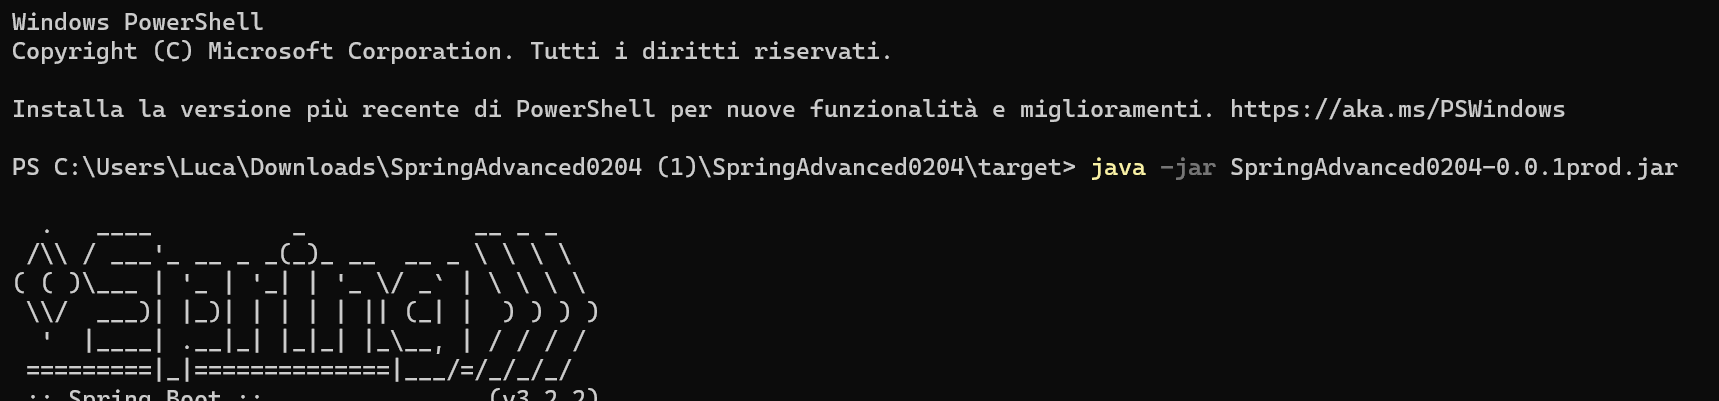 Windows PowerShell
Copyright (C) Microsoft Corporation. Tutti i diritti riservati.
Installa la versione più recente di PowerShell per nuove funzionalità e miglioramenti. https://aka.ms/PSWindows
PS C:\Users\Luca\Downloads\SpringAdvanced0204 (1)\SpringAdvanced0204\target> java -jar SpringAdvanced0204-0.0.1prod.jar
  .   ____          _            __ _ _
 /\\ / ___'_ __ _ _(_)_ __  __ _ \ \ \ \
( ( )\___ | '_ | '_| | '_ \/ _` | \ \ \ \
 \\/  ___)| |_)| | | | | || (_| |  ) ) ) )
  '  |____| .__|_| |_|_| |_\__, | / / / /
 =========|_|==============|___/=/_/_/_/
 :: Spring Boot ::                (v3.2.2)